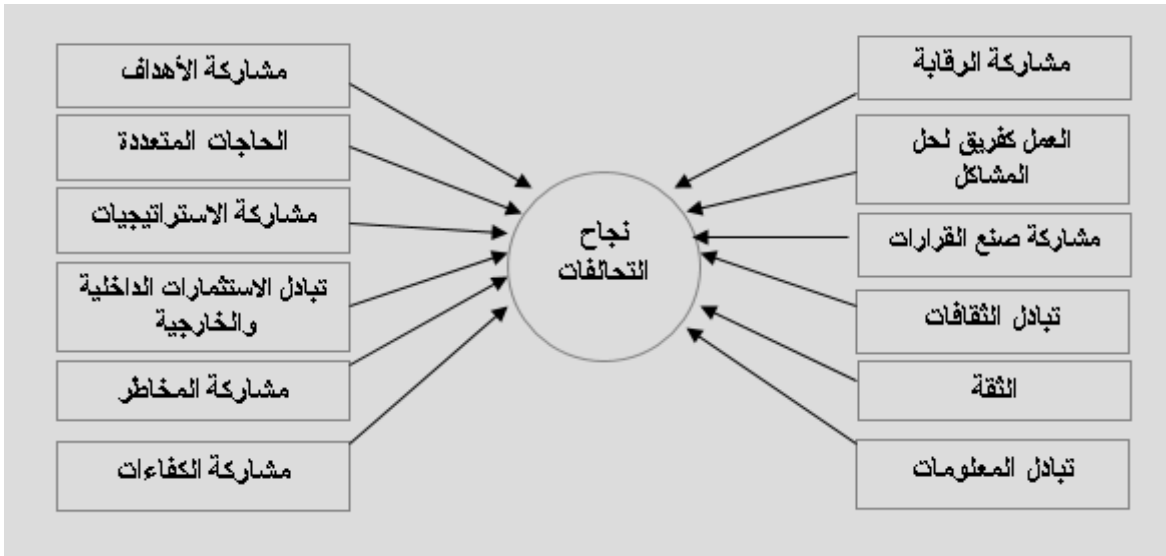 مشاركة الرقابة
العمل كفريق لحل
المشاكل
مشاركة صنع القرارات
تبادل الثقافات
الثقة
تبادل المعلومات
نجاح
التحالفات
مشاركة الأهداف
الحاجات المتعددة
مشاركة الاستراتيجيات
تبادل الاستثمارات الداخلية
والخارجية
مشاركة المخاطر
مشاركة الكفاءات